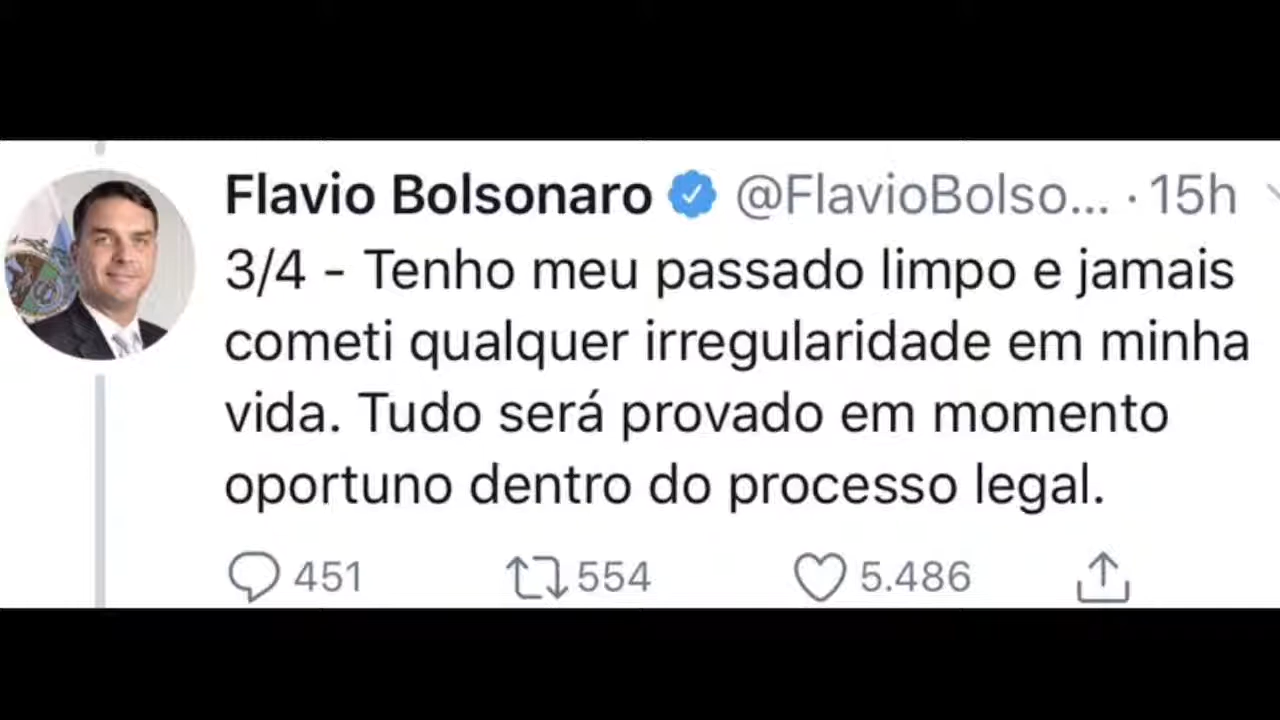 Flavio Bolsonaro @FlavioBolso... · 15h
3/4 - Tenho meu passado limpo e jamais
cometi qualquer irregularidade em minha
vida. Tudo será provado em momento
oportuno dentro do processo legal.
451 554 5.486